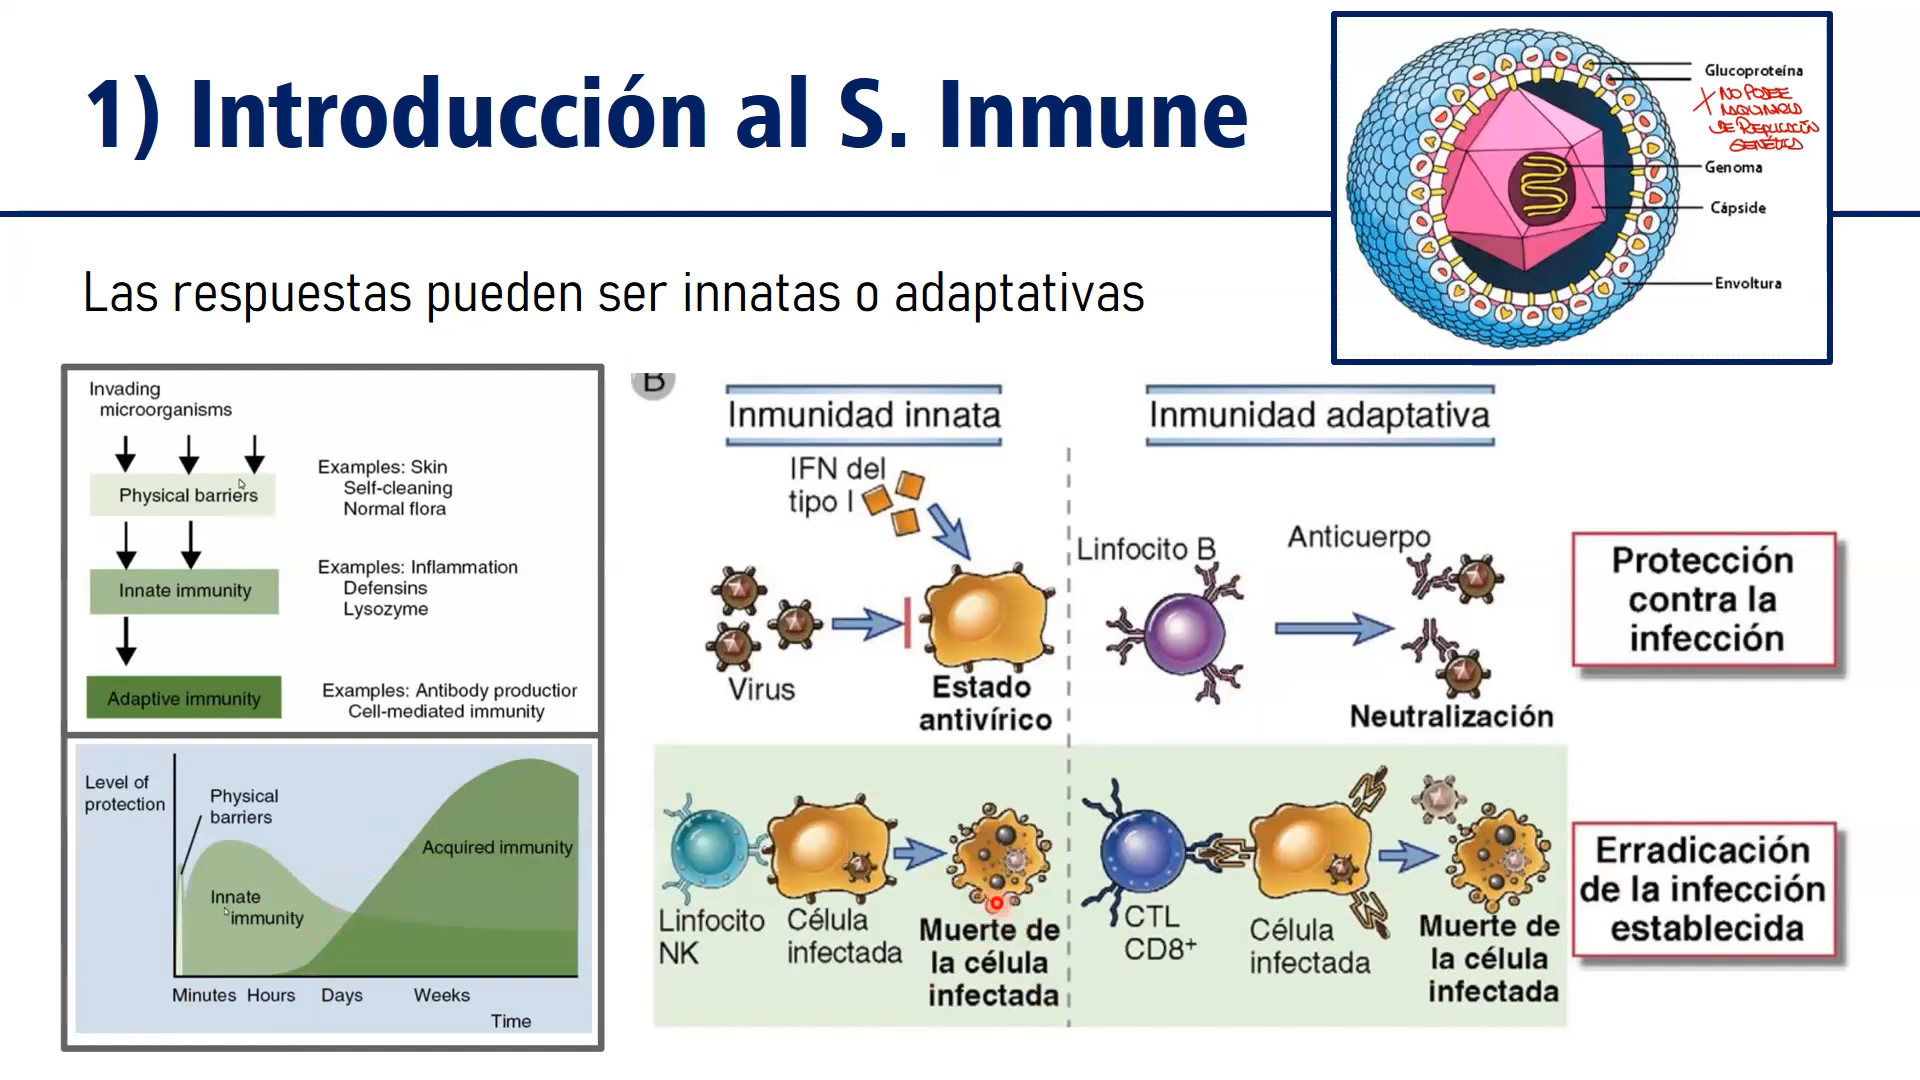 1) Introducción al S. Inmune
Glucoproteína
NO POSEE
MAQUINARIA
DE REPLICACIÓN
GENÉTICA
Genoma
Cápside
Envoltura
Las respuestas pueden ser innatas o adaptativas
Invading
microorganisms
Physical barriers
Examples: Skin
Self-cleaning
Normal flora
Innate immunity
Examples: Inflammation
Defensins
Lysozyme
Adaptive immunity
Examples: Antibody productior
Cell-mediated immunity
Level of
protection
Physical
barriers
Innate
immunity
Acquired immunity
Minutes Hours Days Weeks
Time
B
Inmunidad innata
Inmunidad adaptativa
IFN del
tipo I
Virus
Estado
antivírico
Linfocito B
Anticuerpo
Neutralización
Protección
contra la
infección
Linfocito
NK
Célula
infectada
Muerte de
la célula
infectada
CTL
CD8+
Célula
infectada
Muerte de
la célula
infectada
Erradicación
de la infección
establecida